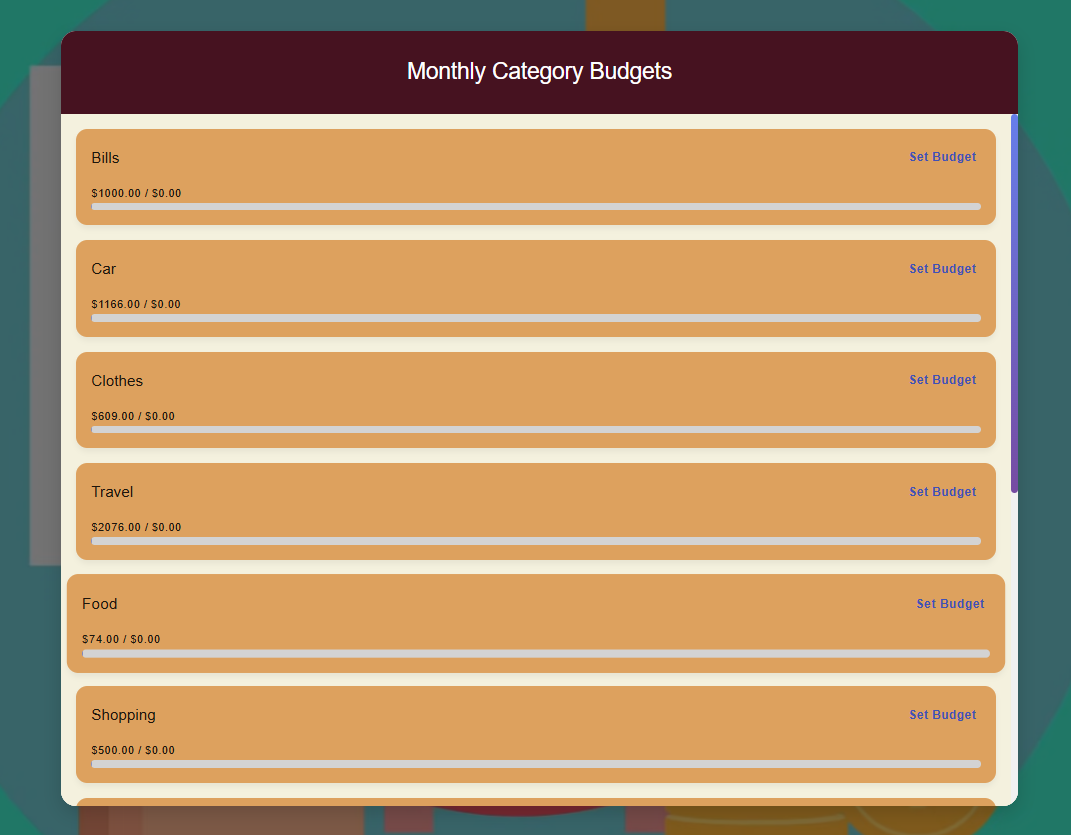 Monthly Category Budgets
Bills
Set Budget
$1000.00 / $0.00
Car
Set Budget
$1166.00 / $0.00
Clothes
Set Budget
$609.00 / $0.00
Travel
Set Budget
$2076.00 / $0.00
Food
Set Budget
$74.00 / $0.00
Shopping
Set Budget
$500.00 / $0.00